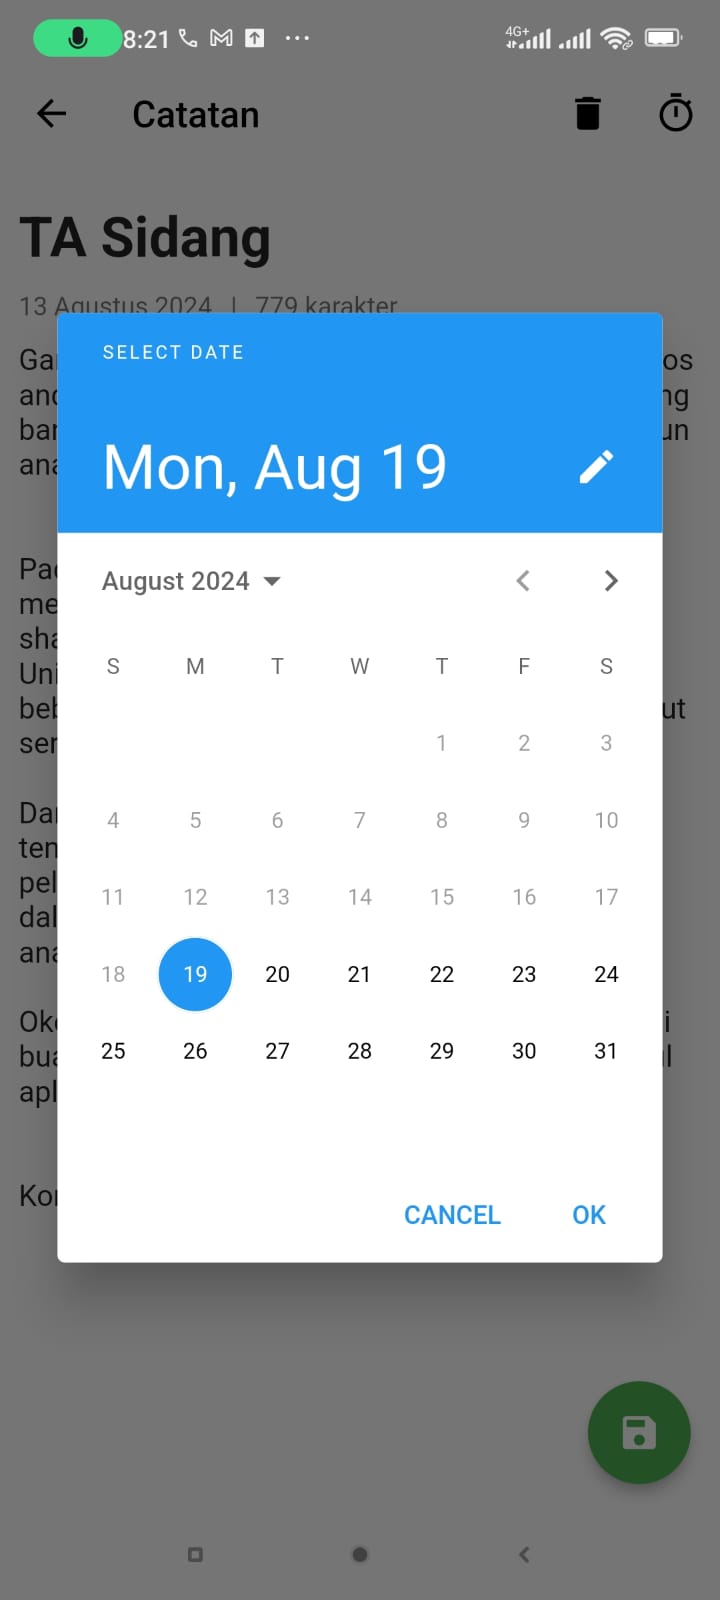 8:21
4G+
Catatan
TA Sidang
13 Agustus 2024 | 779 karakter
SELECT DATE
Mon, Aug 19
August 2024
S M T W T F S
1 2 3
4 5 6 7 8 9 10
11 12 13 14 15 16 17
18 19 20 21 22 23 24
25 26 27 28 29 30 31
CANCEL OK